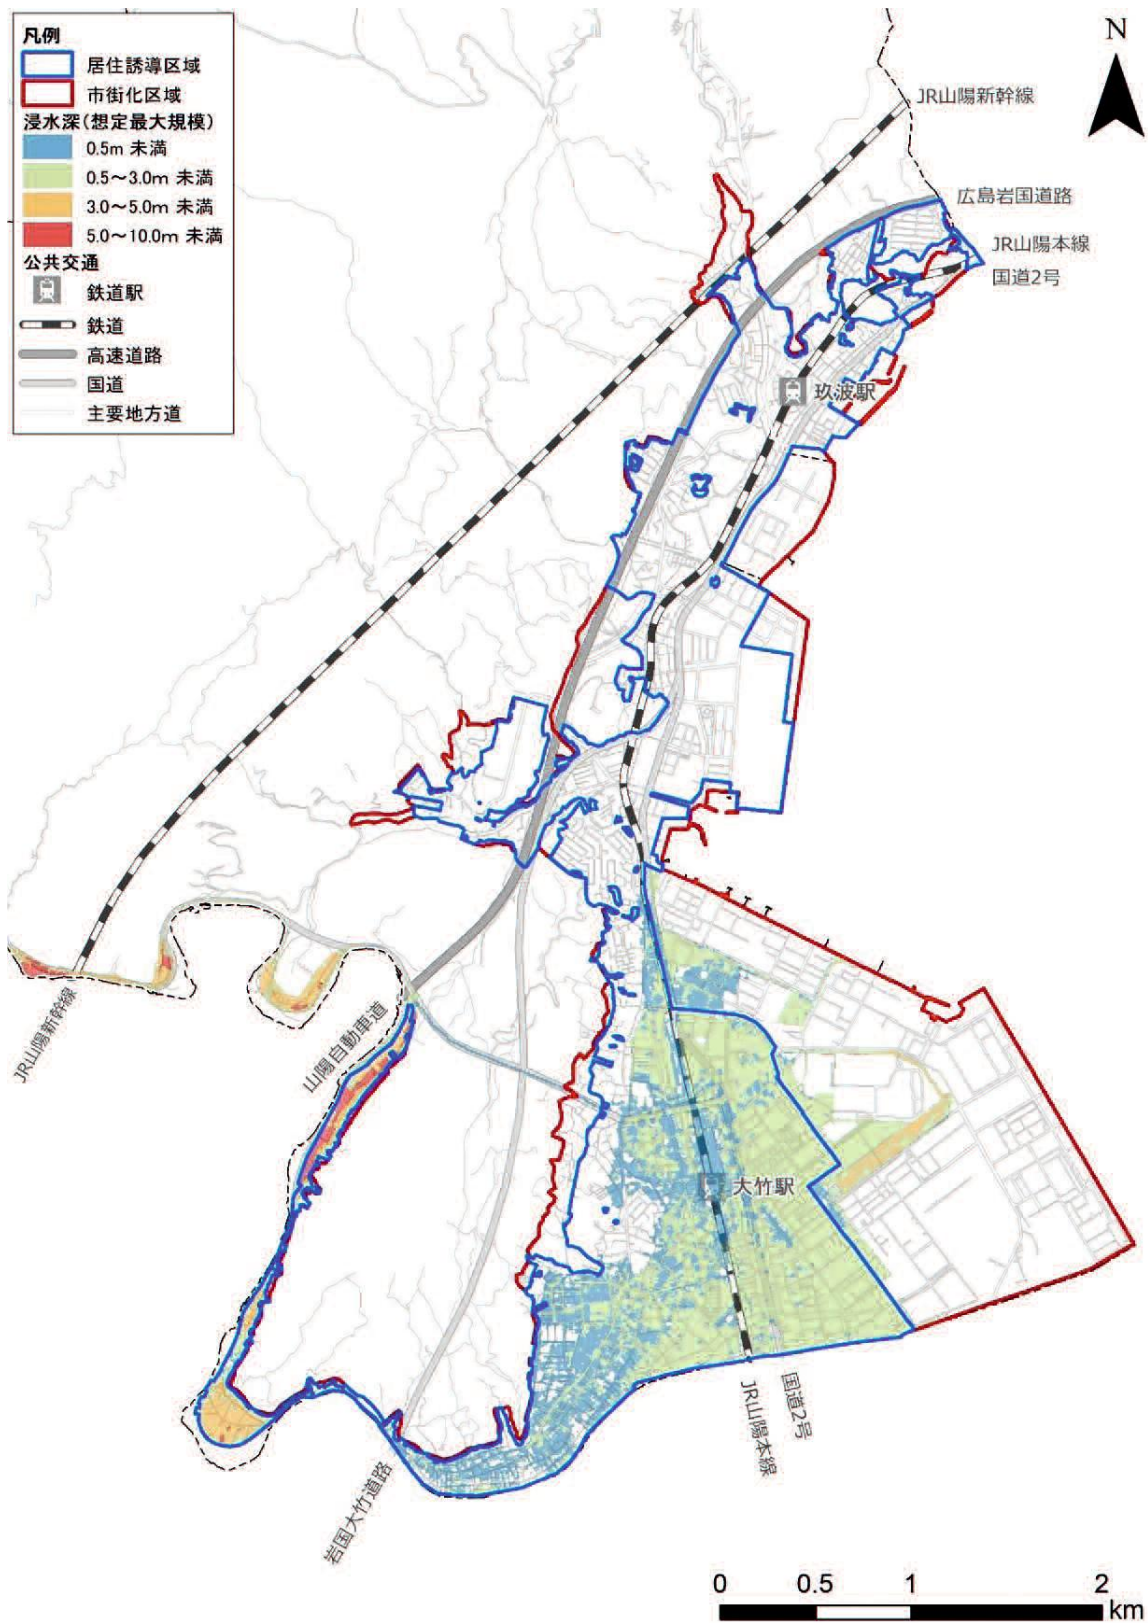 凡例
居住誘導区域
市街化区域
浸水深(想定最大規模)
0.5m 未満
0.5～3.0m 未満
3.0～5.0m 未満
5.0～10.0m 未満
公共交通
鉄道駅
鉄道
高速道路
国道
主要地方道
N
JR山陽新幹線
広島岩国道路
JR山陽本線
国道2号
玖波駅
JR山陽新幹線
山陽自動車道
大竹駅
国道2号
JR山陽本線
岩国大竹道路
0 0.5 1 2
km